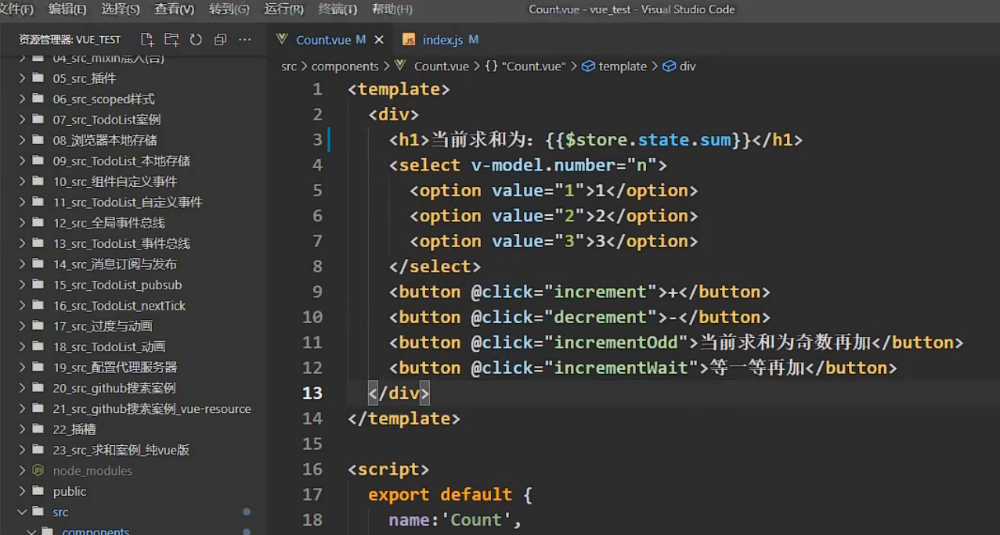 文件(F) 编辑(E) 选择(S) 查看(V) 转到(G) 运行(R) 终端(T) 帮助(H) Count.vue - vue_test - Visual Studio Code
资源管理器: VUE_TEST
04_src_mixin混入(合)
05_src_插件
06_src_scoped样式
07_src_TodoList案例
08_浏览器本地存储
09_src_TodoList_本地存储
10_src_组件自定义事件
11_src_TodoList_自定义事件
12_src_全局事件总线
13_src_TodoList_事件总线
14_src_消息订阅与发布
15_src_TodoList_pubsub
16_src_TodoList_nextTick
17_src_过度与动画
18_src_TodoList_动画
19_src_配置代理服务器
20_src_github搜索案例
21_src_github搜索案例_vue-resource
22_插槽
23_src_求和案例_纯vue版
node_modules
public
src
components
Count.vue M JS index.js M
src > components > Count.vue > {} "Count.vue" > template > div
1 <template>
2 <div>
3 <h1>当前求和为：{{$store.state.sum}}</h1>
4 <select v-model.number="n">
5 <option value="1">1</option>
6 <option value="2">2</option>
7 <option value="3">3</option>
8 </select>
9 <button @click="increment">+</button>
10 <button @click="decrement">-</button>
11 <button @click="incrementOdd">当前求和为奇数再加</button>
12 <button @click="incrementWait">等一等再加</button>
13 </div>
14 </template>
15
16 <script>
17 export default {
18 name:'Count',